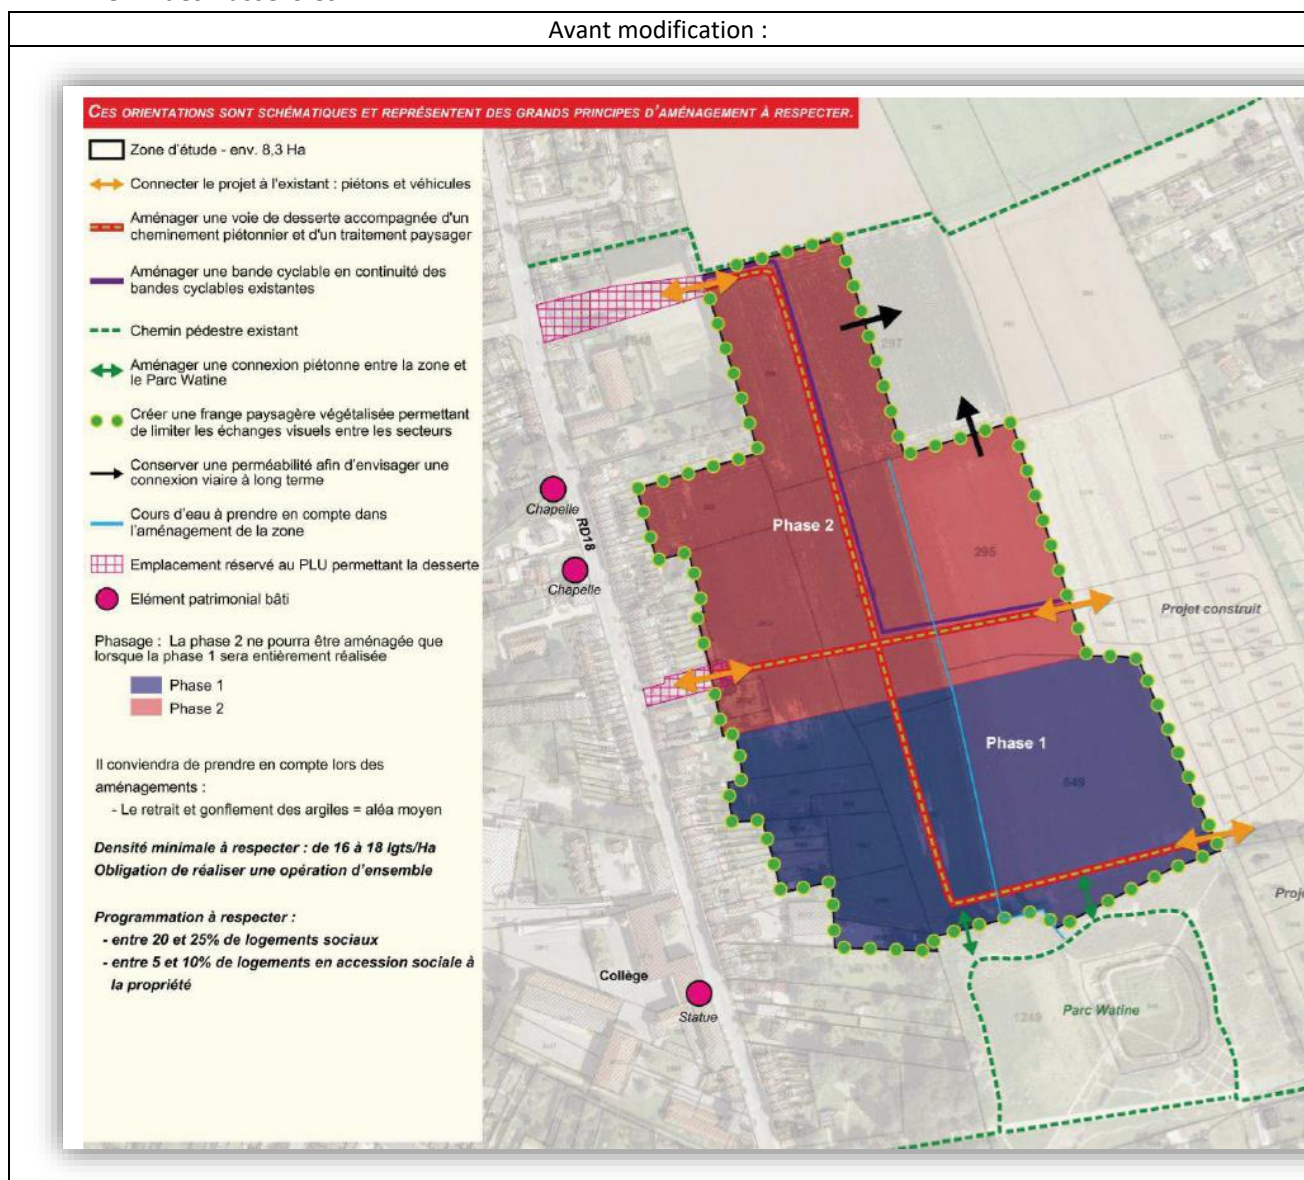 Avant modification :
CES ORIENTATIONS SONT SCHÉMATIQUES ET REPRÉSENTENT DES GRANDS PRINCIPES D'AMÉNAGEMENT À RESPECTER.
Zone d'étude - env. 8,3 Ha
Connecter le projet à l'existant : piétons et véhicules
Aménager une voie de desserte accompagnée d'un
cheminement piétonnier et d'un traitement paysager
Aménager une bande cyclable en continuité des
bandes cyclables existantes
Chemin pédestre existant
Aménager une connexion piétonne entre la zone et
le Parc Watine
Créer une frange paysagère végétalisée permettant
de limiter les échanges visuels entre les secteurs
Conserver une perméabilité afin d'envisager une
connexion viaire à long terme
Cours d'eau à prendre en compte dans
l'aménagement de la zone
Emplacement réservé au PLU permettant la desserte
Elément patrimonial bâti
Phasage : La phase 2 ne pourra être aménagée que
lorsque la phase 1 sera entièrement réalisée
Phase 1
Phase 2
Il conviendra de prendre en compte lors des
aménagements :
- Le retrait et gonflement des argiles = aléa moyen
Densité minimale à respecter : de 16 à 18 lgts/Ha
Obligation de réaliser une opération d'ensemble
Programmation à respecter :
- entre 20 et 25% de logements sociaux
- entre 5 et 10% de logements en accession sociale à
la propriété
1548
297
Chapelle
RD18
Chapelle
Phase 2
295
Projet construit
Phase 1
649
Collège
Statue
1249
Parc Watine